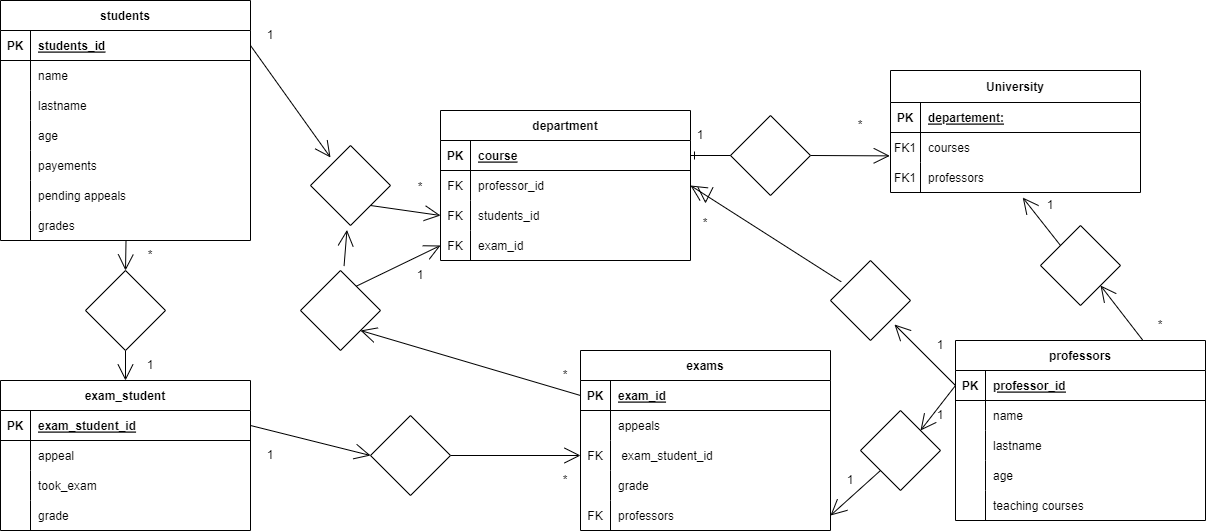 students
PK students_id
name
lastname
age
payements
pending appeals
grades
1
*
*
1
department
PK course
FK professor_id
FK students_id
FK exam_id
1
1
*
*
University
PK departement:
FK1 courses
FK1 professors
1
*
exam_student
PK exam_student_id
appeal
took_exam
grade
1
*
*
exams
PK exam_id
appeals
FK exam_student_id
grade
FK professors
1
1
1
professors
PK professor_id
name
lastname
age
teaching courses